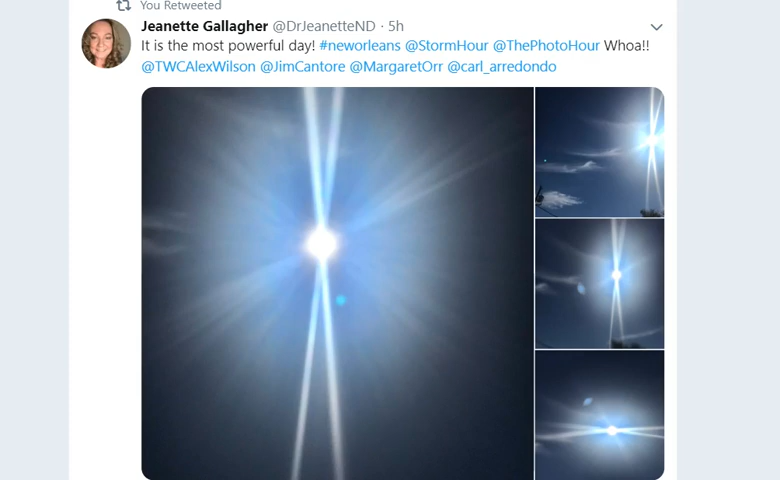 You Retweeted
Jeanette Gallagher @DrJeanetteND · 5h
It is the most powerful day! #neworleans @StormHour @ThePhotoHour Whoa!!
@TWCAlexWilson @JimCantore @MargaretOrr @carl_arredondo